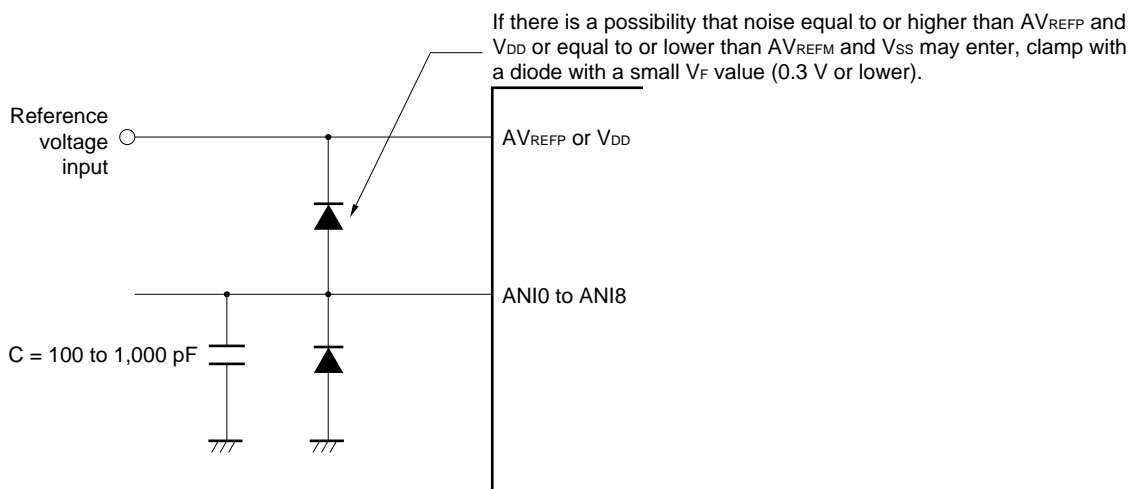 If there is a possibility that noise equal to or higher than AVREFP and
VDD or equal to or lower than AVREFM and VSS may enter, clamp with
a diode with a small VF value (0.3 V or lower).
Reference
voltage
input
AVREFP or VDD
ANI0 to ANI8
C = 100 to 1,000 pF